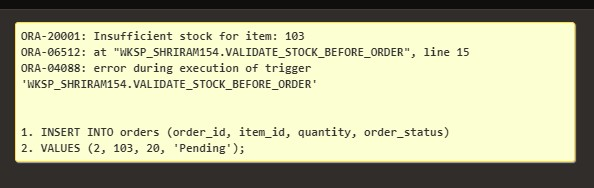 ORA-20001: Insufficient stock for item: 103
ORA-06512: at "WKSP_SHRIRAM154.VALIDATE_STOCK_BEFORE_ORDER", line 15
ORA-04088: error during execution of trigger
'WKSP_SHRIRAM154.VALIDATE_STOCK_BEFORE_ORDER'
1. INSERT INTO orders (order_id, item_id, quantity, order_status)
2. VALUES (2, 103, 20, 'Pending');